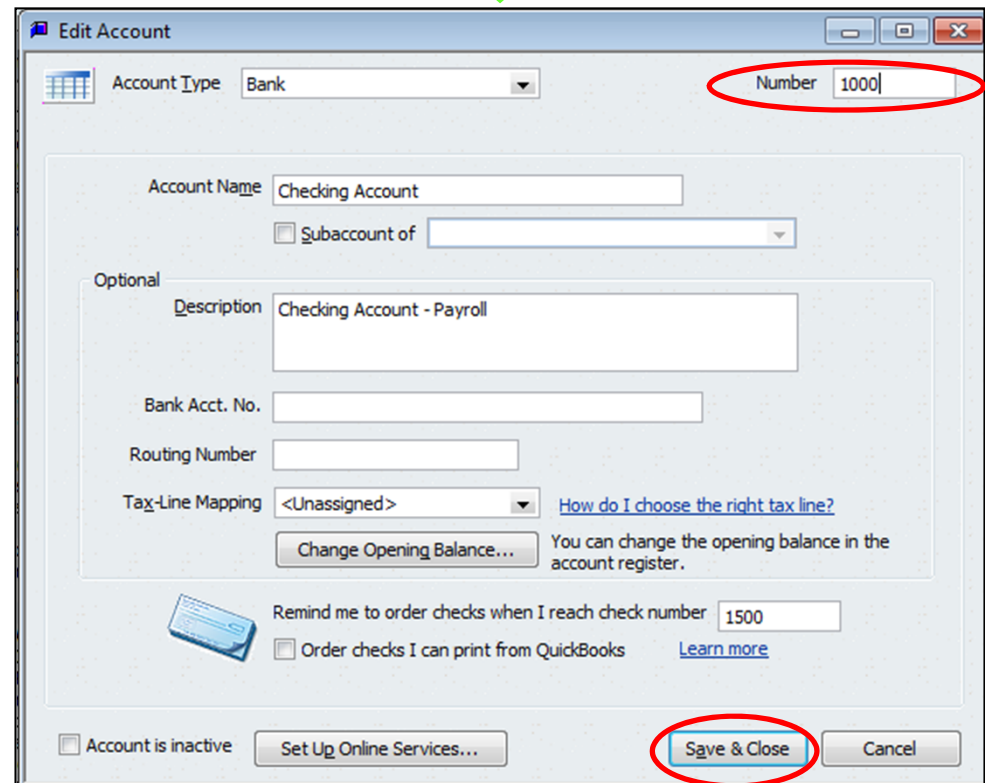 Edit Account
Account Type Bank Number 1000
Account Name Checking Account
Subaccount of
Optional
Description Checking Account - Payroll
Bank Acct. No.
Routing Number
Tax-Line Mapping <Unassigned> How do I choose the right tax line?
Change Opening Balance... You can change the opening balance in the
account register.
Remind me to order checks when I reach check number 1500
Order checks I can print from QuickBooks Learn more
Account is inactive Set Up Online Services... Save & Close Cancel